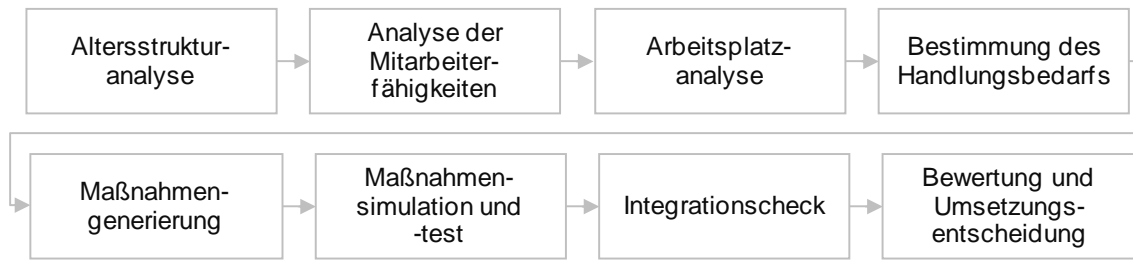 Altersstruktur-
analyse
Analyse der
Mitarbeiter-
fähigkeiten
Arbeitsplatz-
analyse
Bestimmung des
Handlungsbedarfs
Maßnahmen-
generierung
Maßnahmen-
simulation und
-test
Integrationscheck
Bewertung und
Umsetzungs-
entscheidung